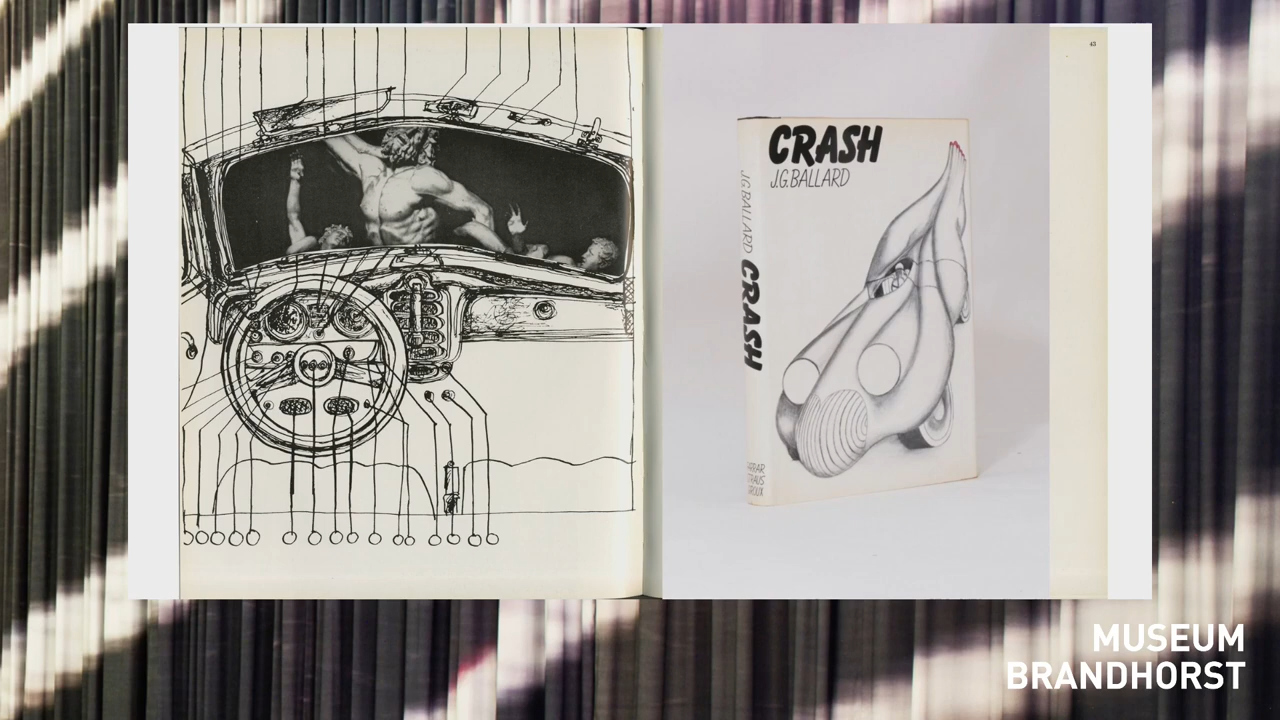 43
CRASH
J.G.BALLARD
J.G.BALLARD CRASH
FARRAR
STRAUS
GIROUX
MUSEUM
BRANDHORST